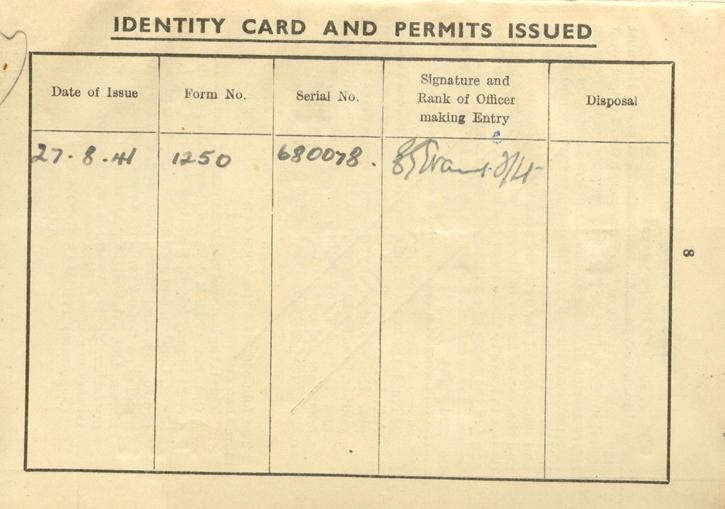 IDENTITY CARD AND PERMITS ISSUED
Date of Issue
Form No.
Serial No.
Signature and
Rank of Officer
making Entry
Disposal
27.8.41 1250 680078. F/Lt
8